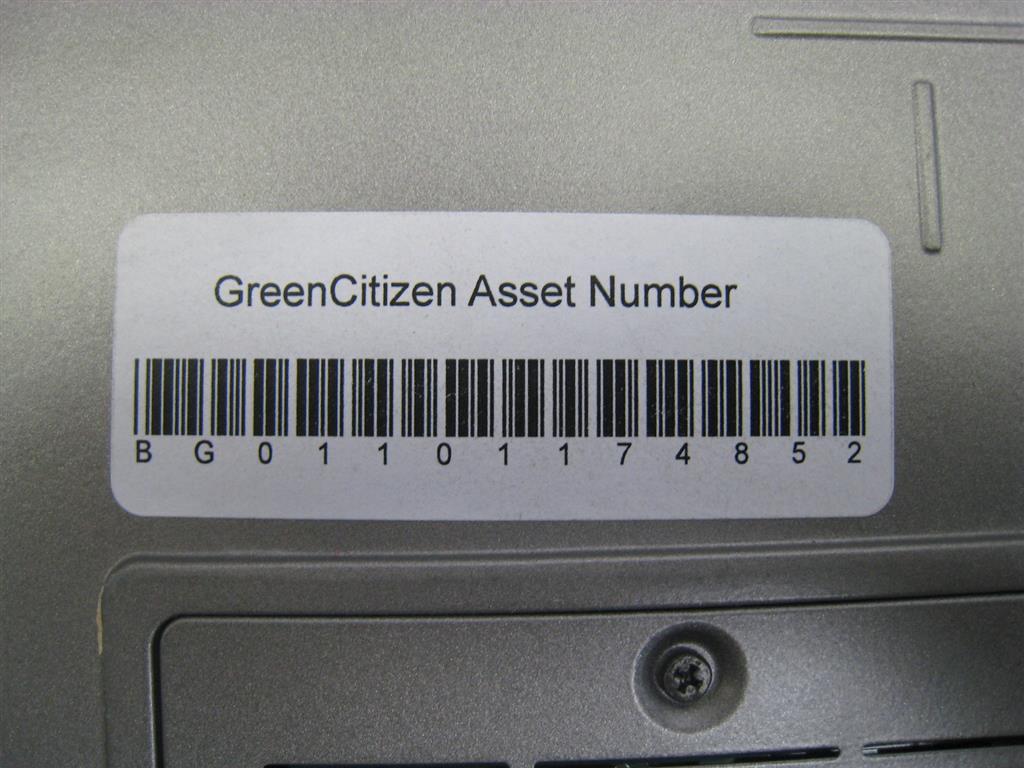 GreenCitizen Asset Number
B G 0 1 1 0 1 1 7 4 8 5 2